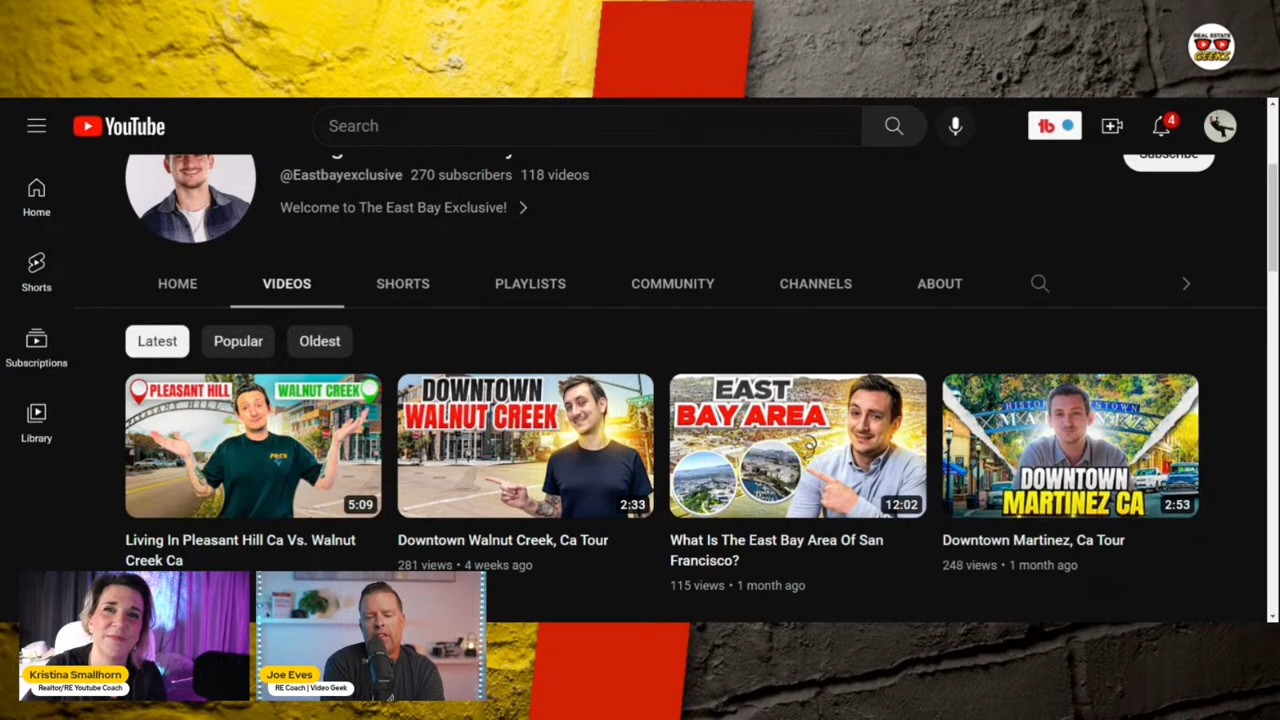 REAL ESTATE
GEEKS
YouTube
Search
4
Subscribe
@Eastbayexclusive 270 subscribers 118 videos
Welcome to The East Bay Exclusive!
Home
Shorts
Subscriptions
Library
HOME VIDEOS SHORTS PLAYLISTS COMMUNITY CHANNELS ABOUT
Latest Popular Oldest
PLEASANT HILL WALNUT CREEK
5:09
DOWNTOWN
WALNUT CREEK
2:33
EAST
BAY AREA
12:02
DOWNTOWN
MARTINEZ CA
2:53
Living In Pleasant Hill Ca Vs. Walnut
Creek Ca
Downtown Walnut Creek, Ca Tour
281 views • 4 weeks ago
What Is The East Bay Area Of San
Francisco?
115 views • 1 month ago
Downtown Martinez, Ca Tour
248 views • 1 month ago
Kristina Smallhorn
Realtor/RE Youtube Coach
Joe Eves
RE Coach | Video Geek